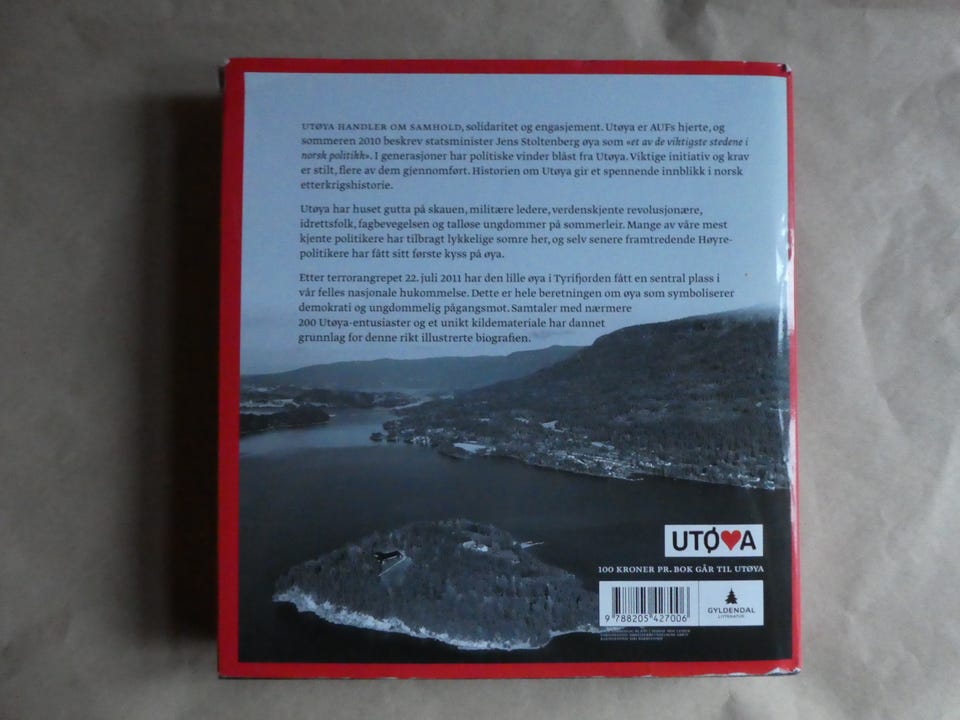 UTØYA HANDLER OM SAMHOLD, solidaritet og engasjement. Utøya er AUFs hjerte, og
sommeren 2010 beskrev statsminister Jens Stoltenberg øya som «et av de viktigste stedene i
norsk politikk». I generasjoner har politiske vinder blåst fra Utøya. Viktige initiativ og krav
er stilt, flere av dem gjennomført. Historien om Utøya gir et spennende innblikk i norsk
etterkrigshistorie.
Utøya har huset gutta på skauen, militære ledere, verdenskjente revolusjonære,
idrettsfolk, fagbevegelsen og talløse ungdommer på sommerleir. Mange av våre mest
kjente politikere har tilbragt lykkelige somre her, og selv senere framtredende Høyre-
politikere har fått sitt første kyss på øya.
Etter terrorangrepet 22. juli 2011 har den lille øya i Tyrifjorden fått en sentral plass i
vår felles nasjonale hukommelse. Dette er hele beretningen om øya som symboliserer
demokrati og ungdommelig pågangsmot. Samtaler med nærmere
200 Utøya-entusiaster og et unikt kildemateriale har dannet
grunnlag for denne rikt illustrerte biografien.
UTØ♥A
100 KRONER PR. BOK GÅR TIL UTØYA
9 788205 427006
GYLDENDAL
LITTERATUR